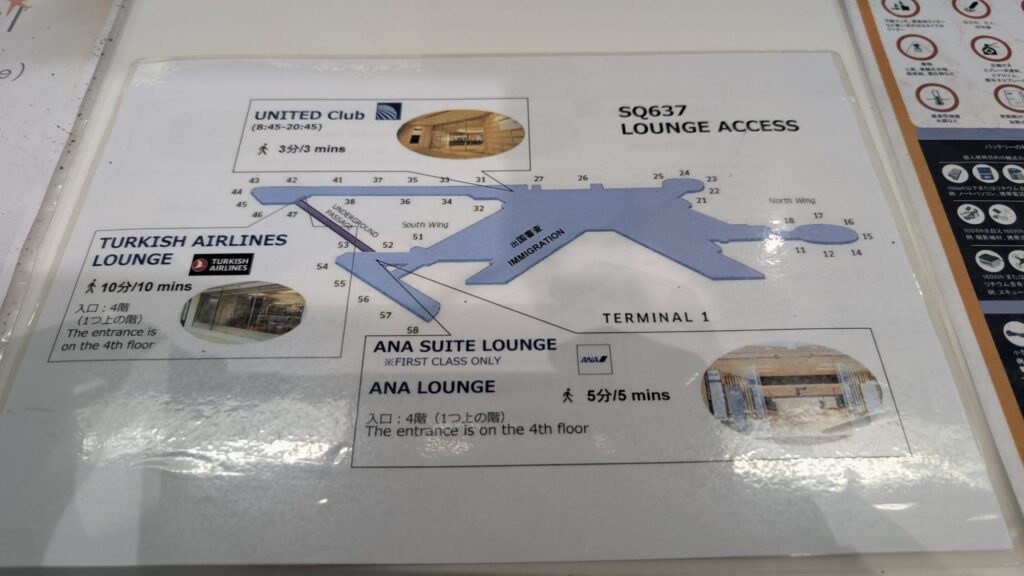 e)
SQ637
LOUNGE ACCESS
UNITED Club
(8:45-20:45)
3分/3 mins
43
42
41
37
35
36
31
27
26
25
24
23
22
21
44
45
46
47
38
34
32
UNDERGROUND
PASSAGE
South Wing
51
52
53
54
55
56
57
58
出国審査
IMMIGRATION
North Wing
18
17
16
15
14
12
11
TERMINAL 1
TURKISH AIRLINES
LOUNGE
TURKISH
AIRLINES
10分/10 mins
入口:4階
(1つ上の階)
The entrance is
on the 4th floor
ANA SUITE LOUNGE
※FIRST CLASS ONLY
ANA
ANA LOUNGE
5分/5 mins
入口:4階(1つ上の階)
The entrance is on the 4th floor